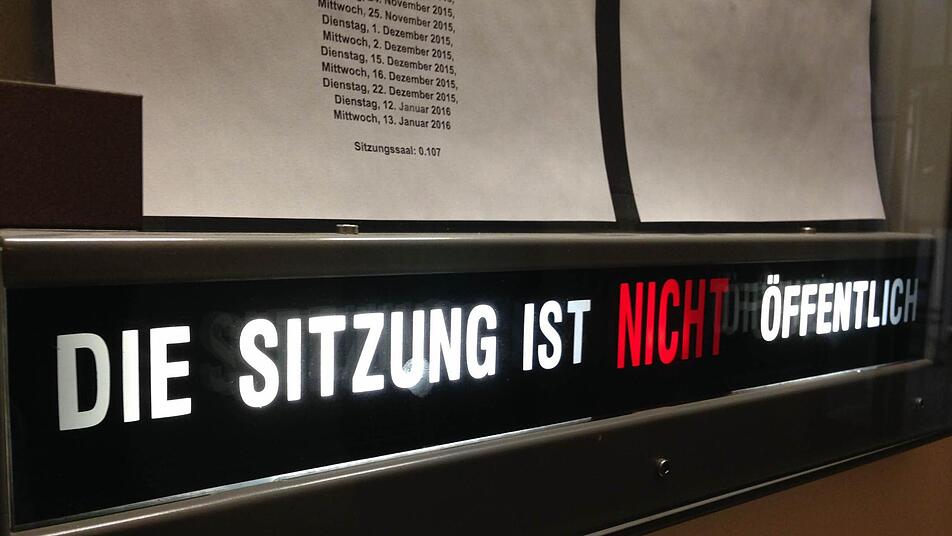 Mittwoch, 25. November 2015,
Dienstag, 1. Dezember 2015,
Mittwoch, 2. Dezember 2015,
Dienstag, 15. Dezember 2015,
Mittwoch, 16. Dezember 2015,
Dienstag, 22. Dezember 2015,
Dienstag, 12. Januar 2016
Mittwoch, 13. Januar 2016
Sitzungssaal: 0.107
DIE SITZUNG IST NICHT ÖFFENTLICH